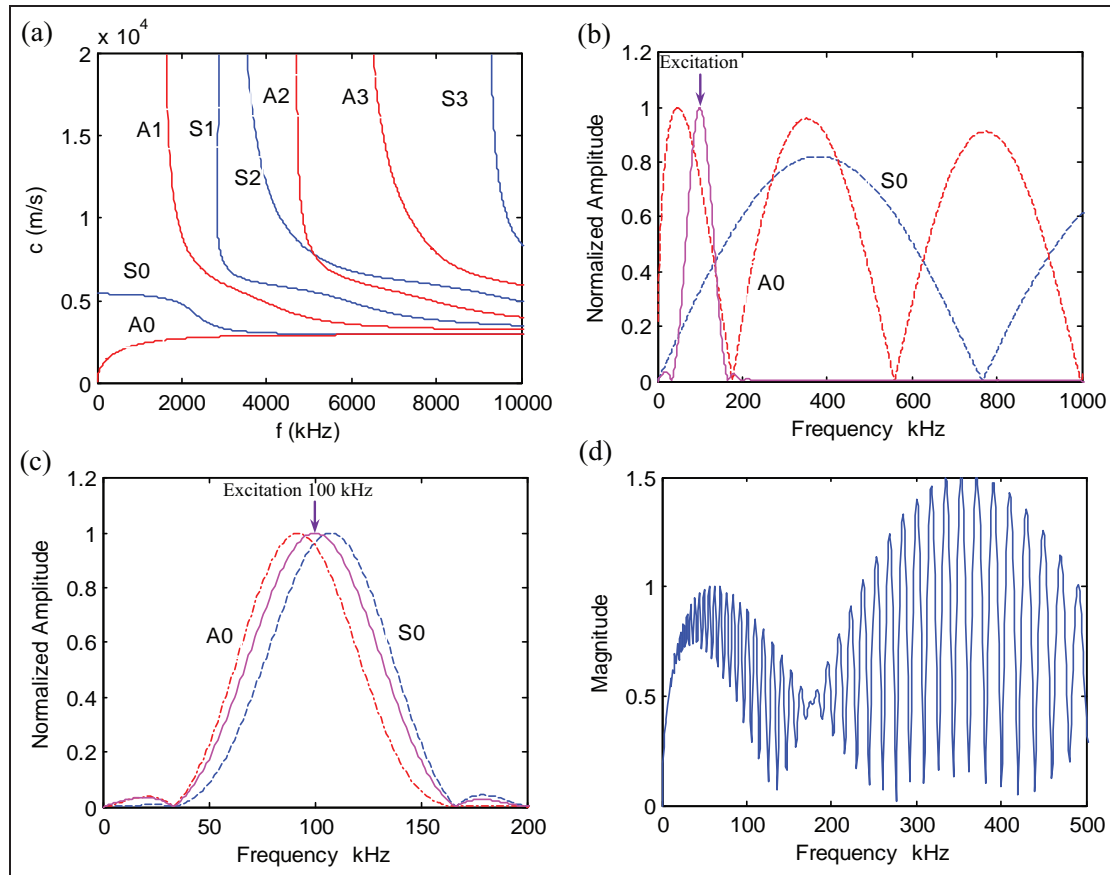 (a)
x 10^4
2
1.5
1
0.5
0
c (m/s)
A1
S1
S2
A2
A3
S3
S0
A0
0 2000 4000 6000 8000 10000
f (kHz)
(b)
1.2
1
0.8
0.6
0.4
0.2
0
Normalized Amplitude
Excitation
S0
A0
0 200 400 600 800 1000
Frequency kHz
(c)
1.2
1
0.8
0.6
0.4
0.2
0
Normalized Amplitude
Excitation 100 kHz
A0
S0
0 50 100 150 200
Frequency kHz
(d)
1.5
1
0.5
0
Magnitude
0 100 200 300 400 500
Frequency kHz